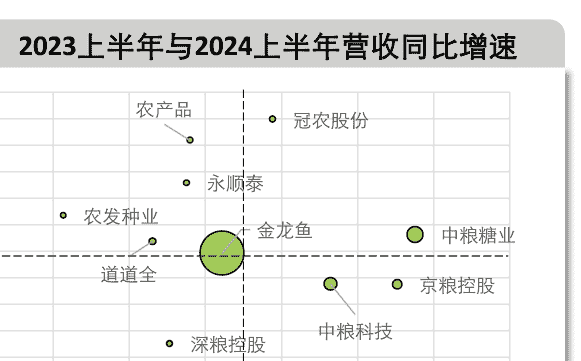 2023上半年与2024上半年营收同比增速
农产品
冠农股份
永顺泰
农发种业
金龙鱼
中粮糖业
道道全
京粮控股
中粮科技
深粮控股